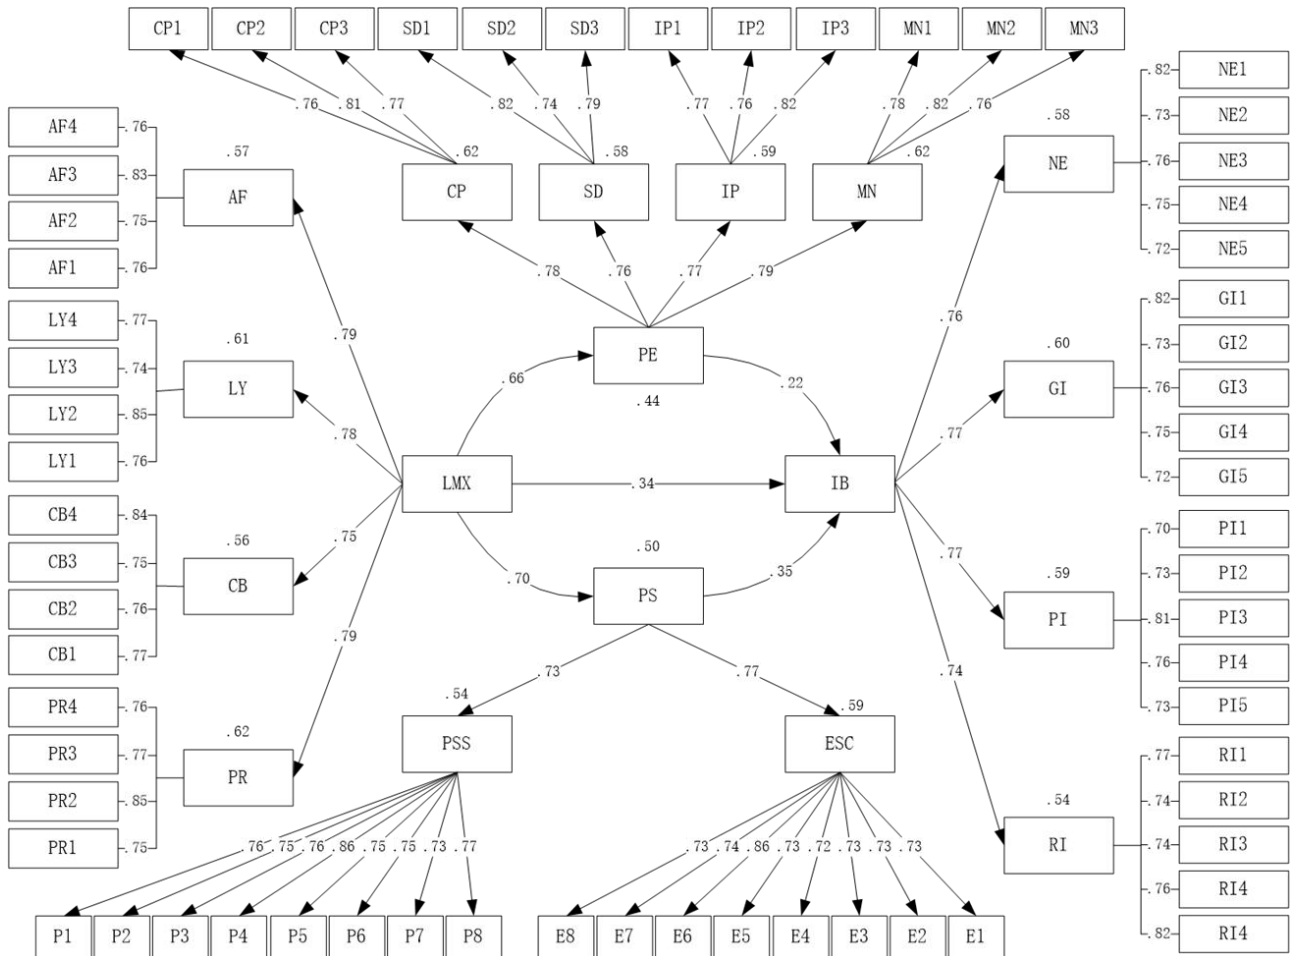 CP1 CP2 CP3 SD1 SD2 SD3 IP1 IP2 IP3 MN1 MN2 MN3
.76 .81 .77 .82 .74 .79 .77 .76 .82 .78 .82 .76
.62 .58 .59 .62
CP SD IP MN
.78 .76 .77 .79
AF4 .76
AF3 .83
AF2 .75
AF1 .76
.57
AF
LY4 .77
LY3 .74
LY2 .85
LY1 .76
.61
LY
CB4 .84
CB3 .75
CB2 .76
CB1 .77
.56
CB
PR4 .76
PR3 .77
PR2 .85
PR1 .75
.62
PR
.79
.78
.75
.79
PE
.44
.66 .22
LMX .34 IB
.50
.70 .35
PS
.73 .77
.54 .59
PSS ESC
.76 .75 .76 .86 .75 .75 .73 .77
.73 .74 .86 .73 .72 .73 .73 .73
P1 P2 P3 P4 P5 P6 P7 P8
E8 E7 E6 E5 E4 E3 E2 E1
.76
.77
.77
.74
.58
NE
.82 NE1
.73 NE2
.76 NE3
.75 NE4
.72 NE5
.60
GI
.82 GI1
.73 GI2
.76 GI3
.75 GI4
.72 GI5
.59
PI
.70 PI1
.73 PI2
.81 PI3
.76 PI4
.73 PI5
.54
RI
.77 RI1
.74 RI2
.74 RI3
.76 RI4
.82 RI4